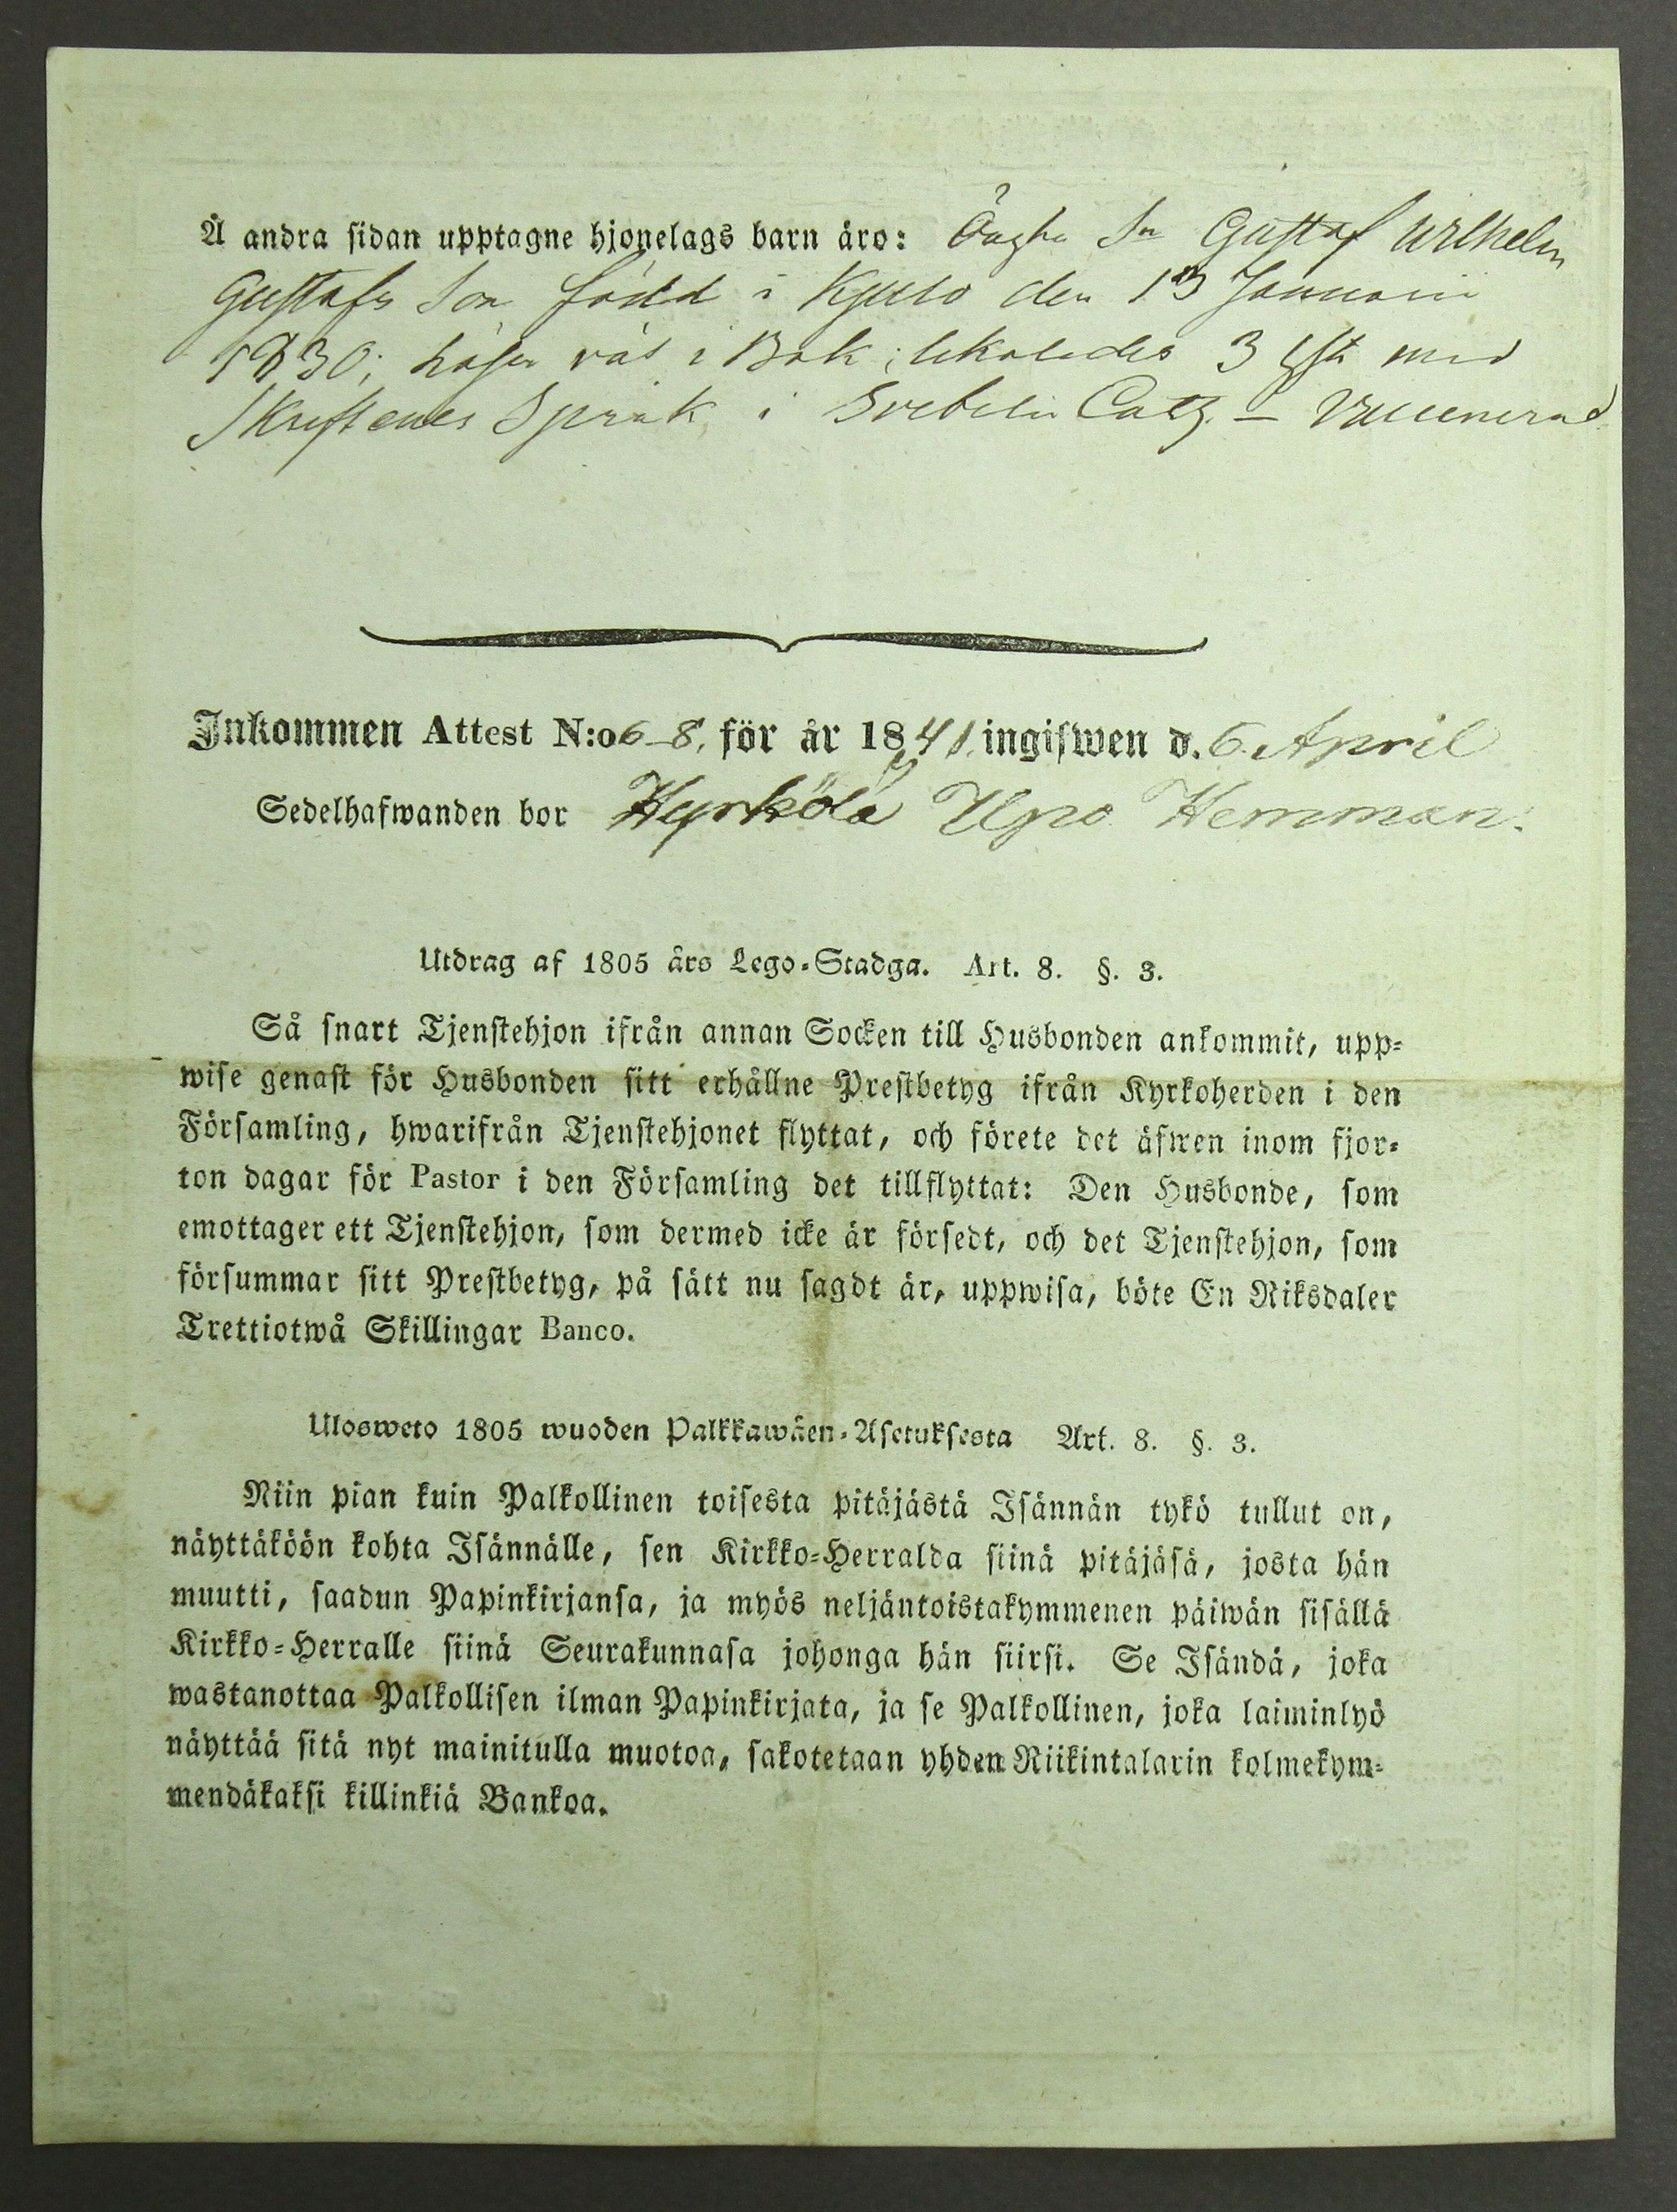 Å andra sidan upptagne hjonelags barn äro: Son Gustaf Wilhelm
Gustafs Son född i Kjulo den 13 Januarii
1830; läser väl i Bok; likaledes 3 med
Skriftenes Språk i Svebelii Catz. – Vaccinerad
Inkommen Attest N:o 6-8, för år 1841 ingifwen d. 6. April
Sedelhafwanden bor Kyrkölä Upo Hemman.
Utdrag af 1805 års Lego-Stadga. Art. 8. §. 3.
Så snart Tjenstehjon ifrån annan Socken till Husbonden ankommit, upp-
wise genast för Husbonden sitt erhållne Prestbetyg ifrån Kyrkoherden i den
Församling, hwarifrån Tjenstehjonet flyttat, och förete det äfwen inom fjor-
ton dagar för Pastor i den Församling det tillflyttat: Den Husbonde, som
emottager ett Tjenstehjon, som dermed icke är försedt, och det Tjenstehjon, som
försummar sitt Prestbetyg, på sätt nu sagdt är, uppwisa, böte En Riksdaler
Trettiotwå Skillingar Banco.
Ulosweto 1805 wuoden Palkkawäen-Asetuksesta Art. 8. §. 3.
Niin pian kuin Palkollinen toisesta pitäjästä Isännän tykö tullut on,
näyttäköön kohta Isännälle, sen Kirkko-Herralda siinä pitäjäsä, josta hän
muutti, saadun Papinkirjansa, ja myös neljäntoistakymmenen päiwän sisällä
Kirkko-Herralle siinä Seurakunnasa johonga hän siirsi. Se Isändä, joka
wastanottaa Palkollisen ilman Papinkirjata, ja se Palkollinen, joka laiminlyö
näyttää sitä nyt mainitulla muotoa, sakotetaan yhden Riikintalarin kolmekym-
mendäkaksi killinkiä Bankoa.